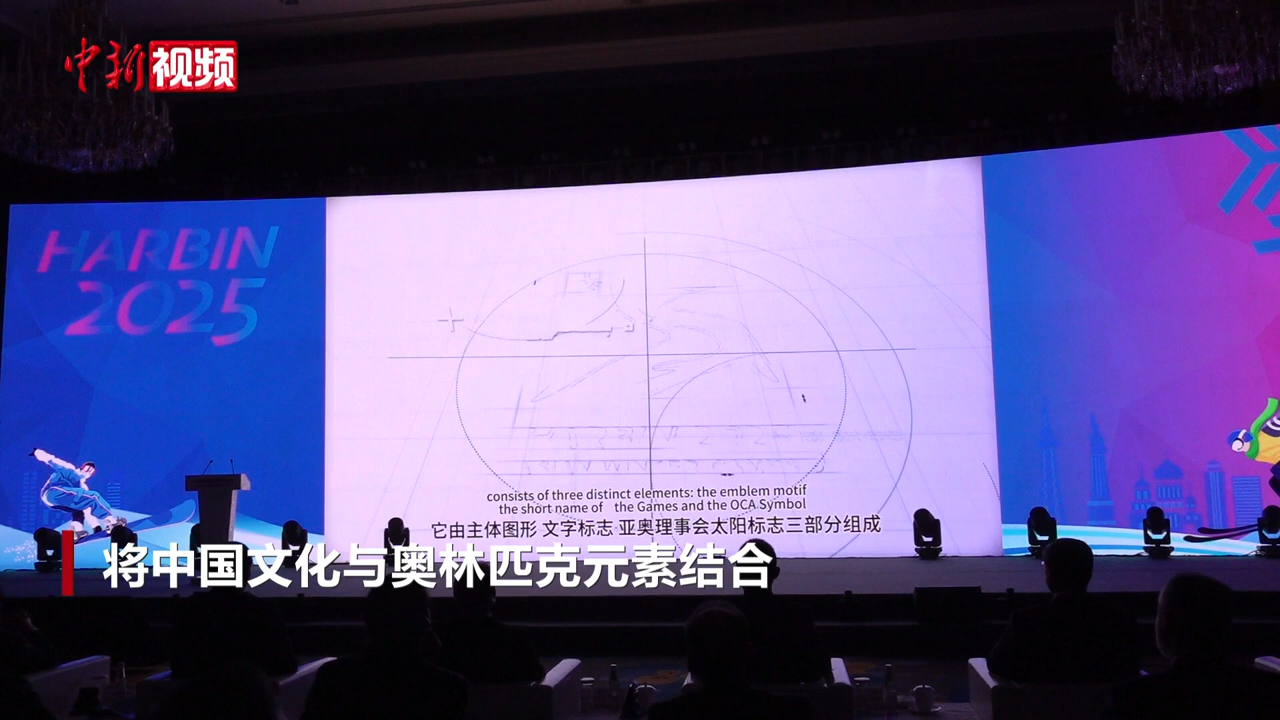 中新视频
HARBIN
2025
consists of three distinct elements: the emblem motif
the short name of the Games and the OCA Symbol
它由主体图形 文字标志 亚奥理事会太阳标志三部分组成
将中国文化与奥林匹克元素结合